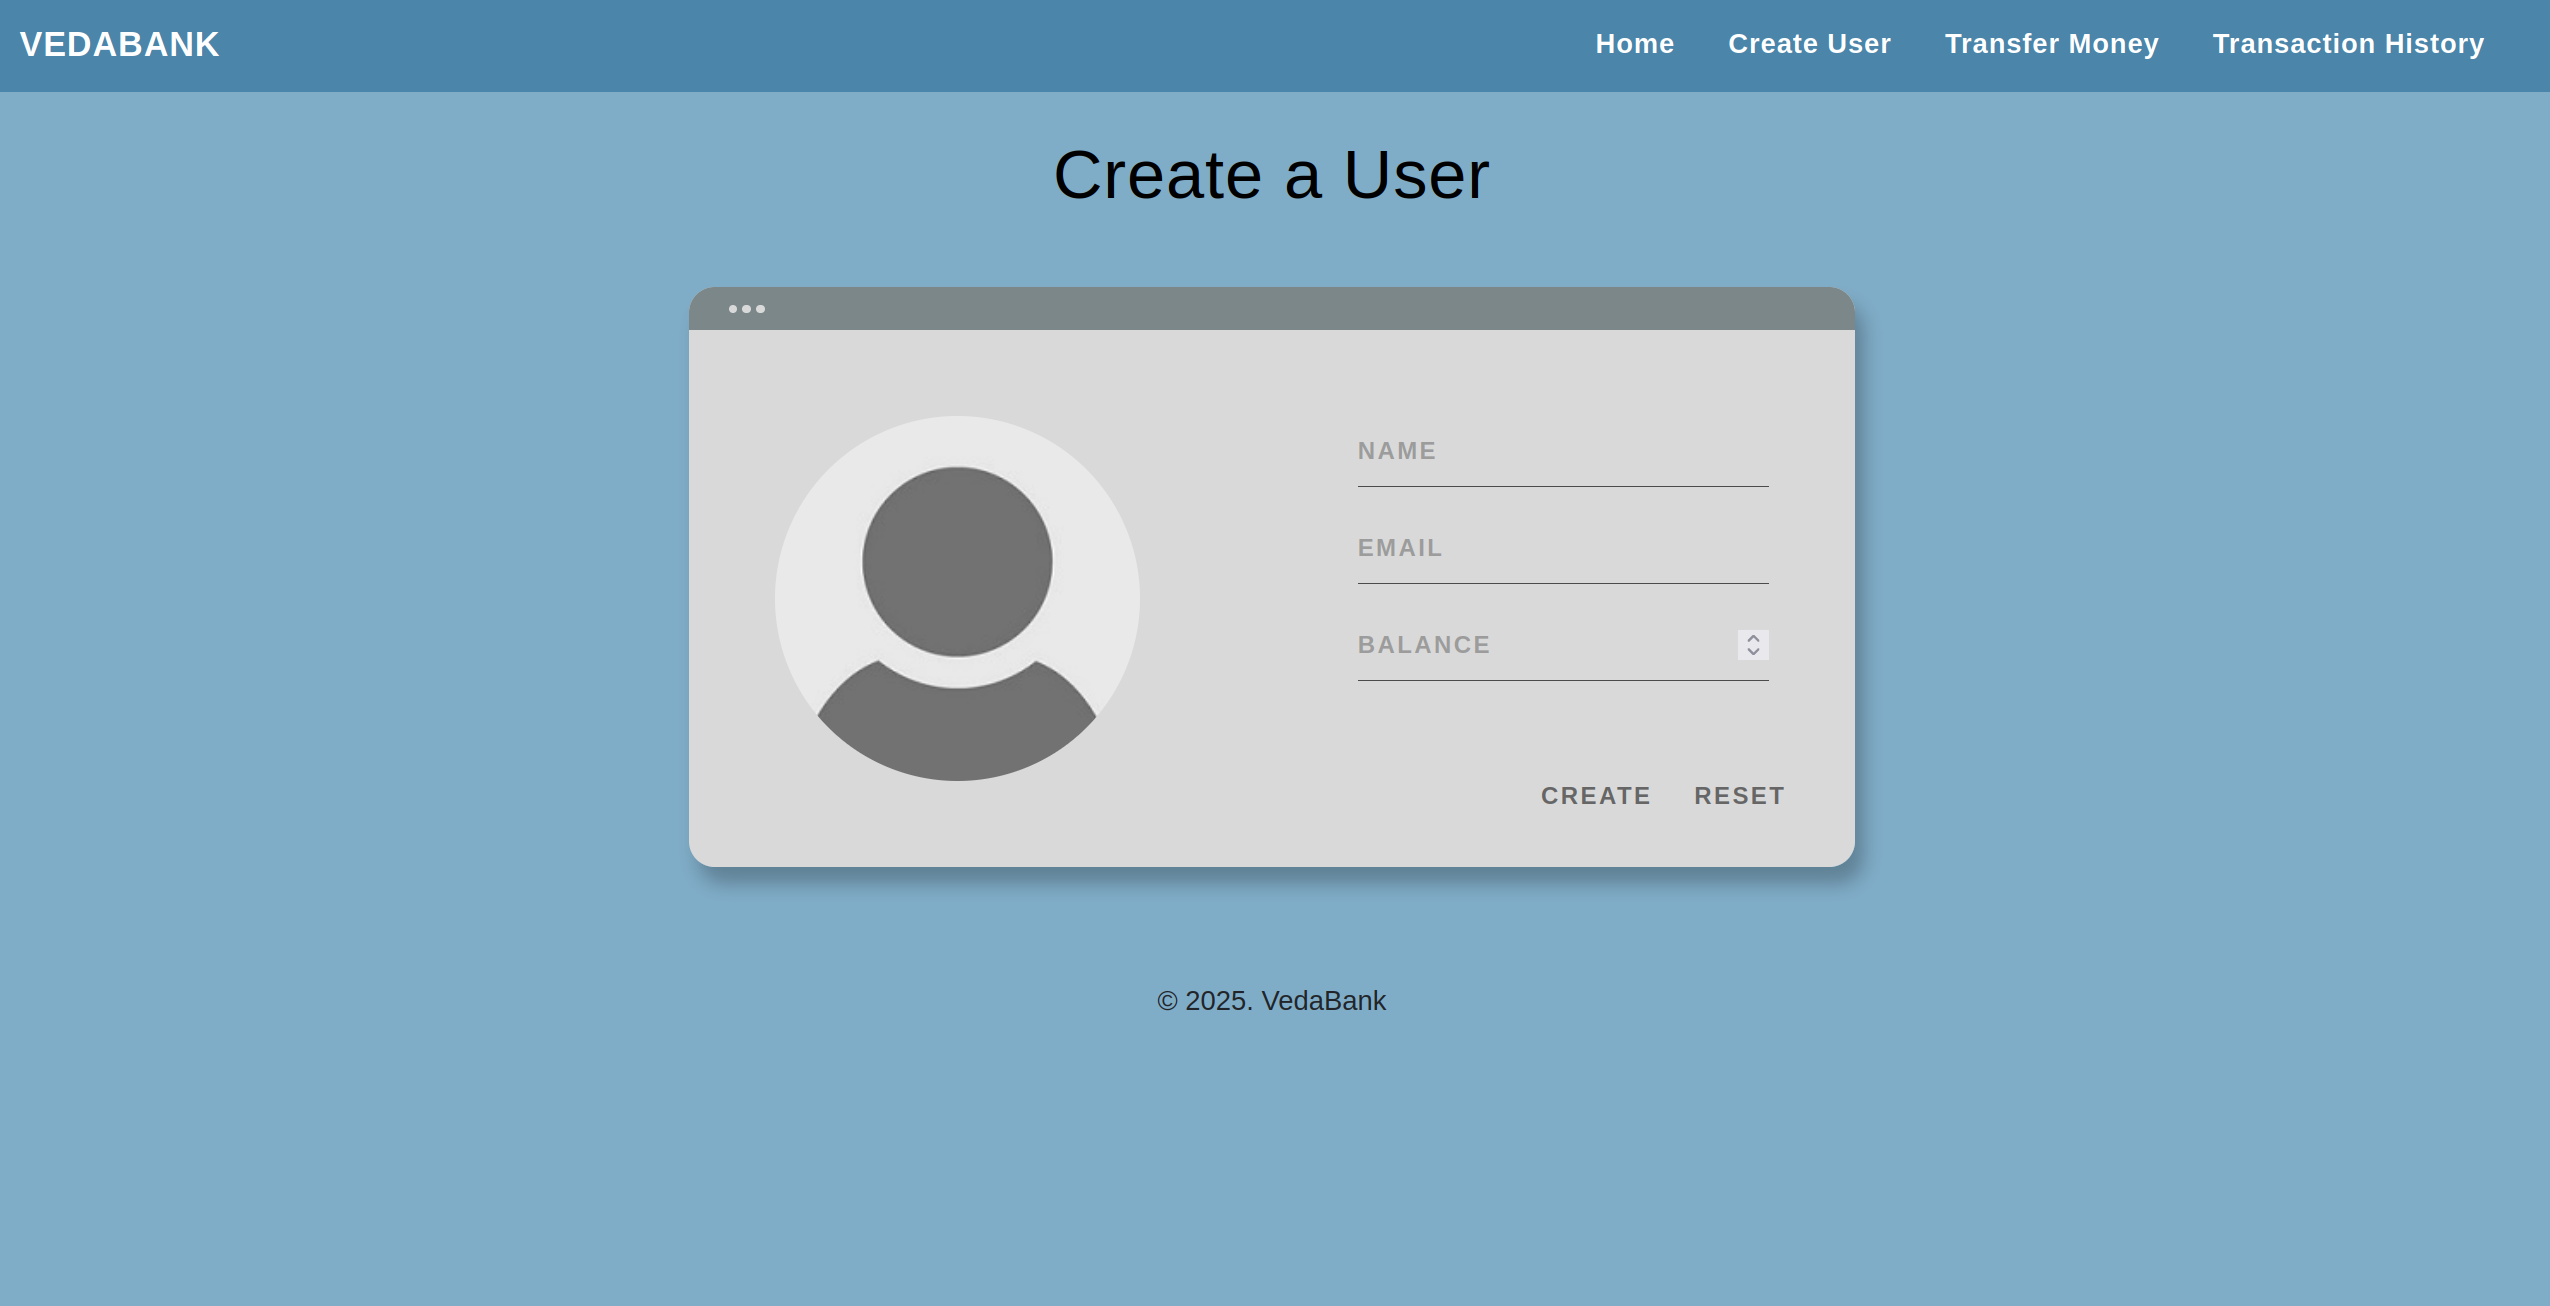 VEDABANK
Home Create User Transfer Money Transaction History
Create a User
NAME
EMAIL
BALANCE
CREATE RESET
© 2025. VedaBank